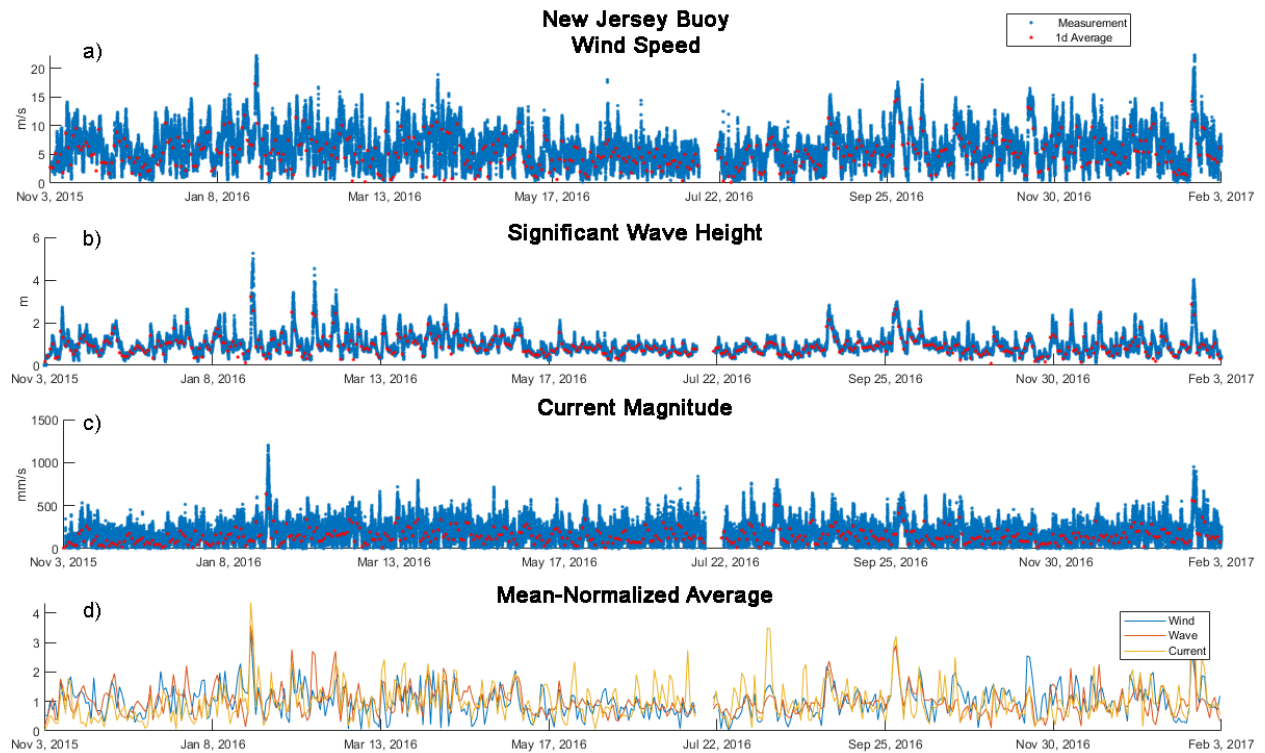 New Jersey Buoy
Wind Speed
Measurement
1d Average
a)
20
15
10
5
0
m/s
Nov 3, 2015 Jan 8, 2016 Mar 13, 2016 May 17, 2016 Jul 22, 2016 Sep 25, 2016 Nov 30, 2016 Feb 3, 2017
b)
Significant Wave Height
6
4
2
0
m
Nov 3, 2015 Jan 8, 2016 Mar 13, 2016 May 17, 2016 Jul 22, 2016 Sep 25, 2016 Nov 30, 2016 Feb 3, 2017
Current Magnitude
c)
1500
1000
500
0
mm/s
Nov 3, 2015 Jan 8, 2016 Mar 13, 2016 May 17, 2016 Jul 22, 2016 Sep 25, 2016 Nov 30, 2016 Feb 3, 2017
Mean-Normalized Average
d)
Wind
Wave
Current
4
3
2
1
0
Nov 3, 2015 Jan 8, 2016 Mar 13, 2016 May 17, 2016 Jul 22, 2016 Sep 25, 2016 Nov 30, 2016 Feb 3, 2017